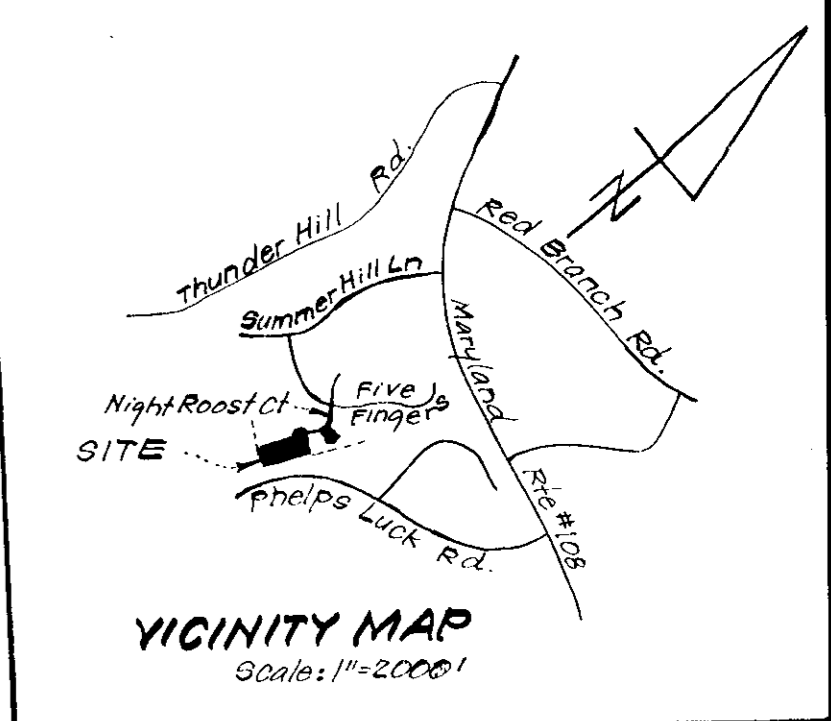 Thunder Hill Rd.
Red Branch Rd.
Summer Hill Ln
Maryland Rte #108
Five Fingers
Night Roost Ct
SITE
Phelps Luck Rd.
N
VICINITY MAP
Scale: 1"=2000'